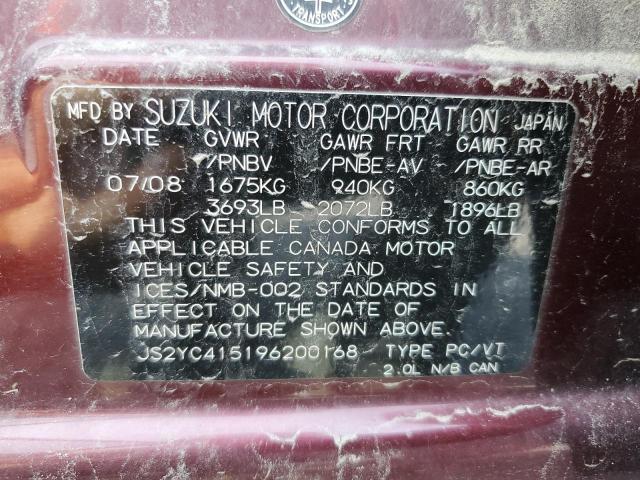 TRANSPORT
MFD BY SUZUKI MOTOR CORPORATION JAPAN
DATE GVWR GAWR FRT GAWR RR
/PNBV /PNBE-AV /PNBE-AR
07/08 1675KG 940KG 860KG
3693LB 2072LB 1896LB
THIS VEHICLE CONFORMS TO ALL
APPLICABLE CANADA MOTOR
VEHICLE SAFETY AND
ICES/NMB-002 STANDARDS IN
EFFECT ON THE DATE OF
MANUFACTURE SHOWN ABOVE.
JS2YC415196200168 TYPE PC/VT
2.0L N/B CAN